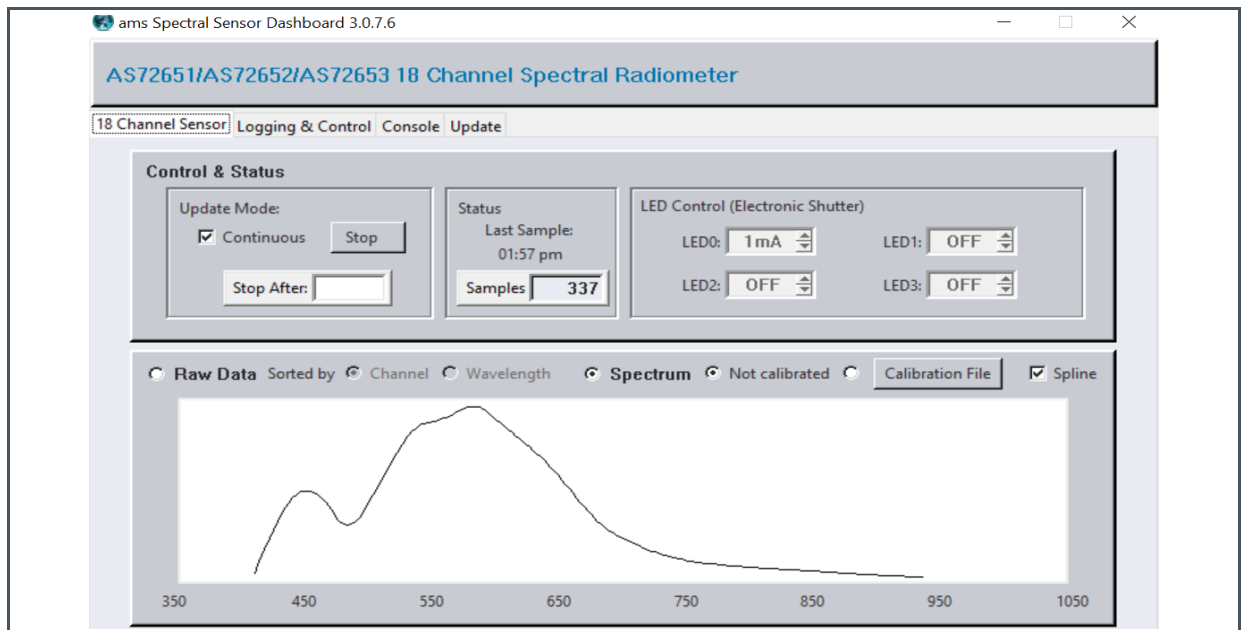 ams Spectral Sensor Dashboard 3.0.7.6
AS72651/AS72652/AS72653 18 Channel Spectral Radiometer
18 Channel Sensor Logging & Control Console Update
Control & Status
Update Mode:
Continuous Stop
Stop After:
Status
Last Sample:
01:57 pm
Samples 337
LED Control (Electronic Shutter)
LED0: 1mA LED1: OFF
LED2: OFF LED3: OFF
Raw Data Sorted by Channel Wavelength Spectrum Not calibrated Calibration File Spline
350 450 550 650 750 850 950 1050